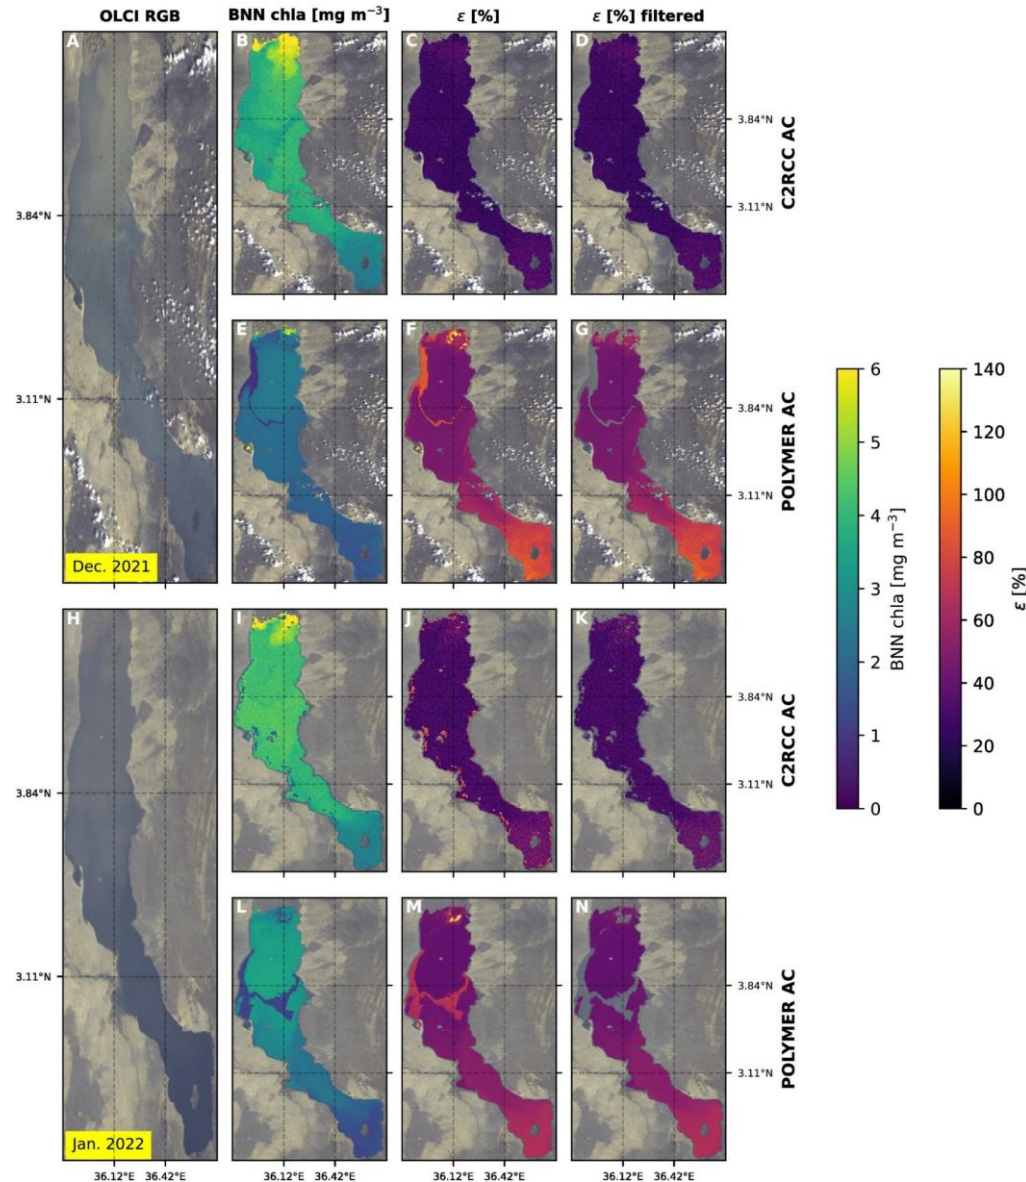 OLCI RGB
BNN chla [mg m⁻³]
ε [%]
ε [%] filtered
A
B
C
D
3.84°N
3.11°N
C2RCC AC
3.84°N
3.11°N
E
F
G
3.84°N
3.11°N
POLYMER AC
Dec. 2021
H
I
J
K
3.84°N
3.11°N
C2RCC AC
3.84°N
3.11°N
L
M
N
3.84°N
3.11°N
POLYMER AC
Jan. 2022
36.12°E 36.42°E
36.12°E 36.42°E
36.12°E 36.42°E
36.12°E 36.42°E
6
5
4
3
2
1
0
BNN chla [mg m⁻³]
140
120
100
80
60
40
20
0
ε [%]